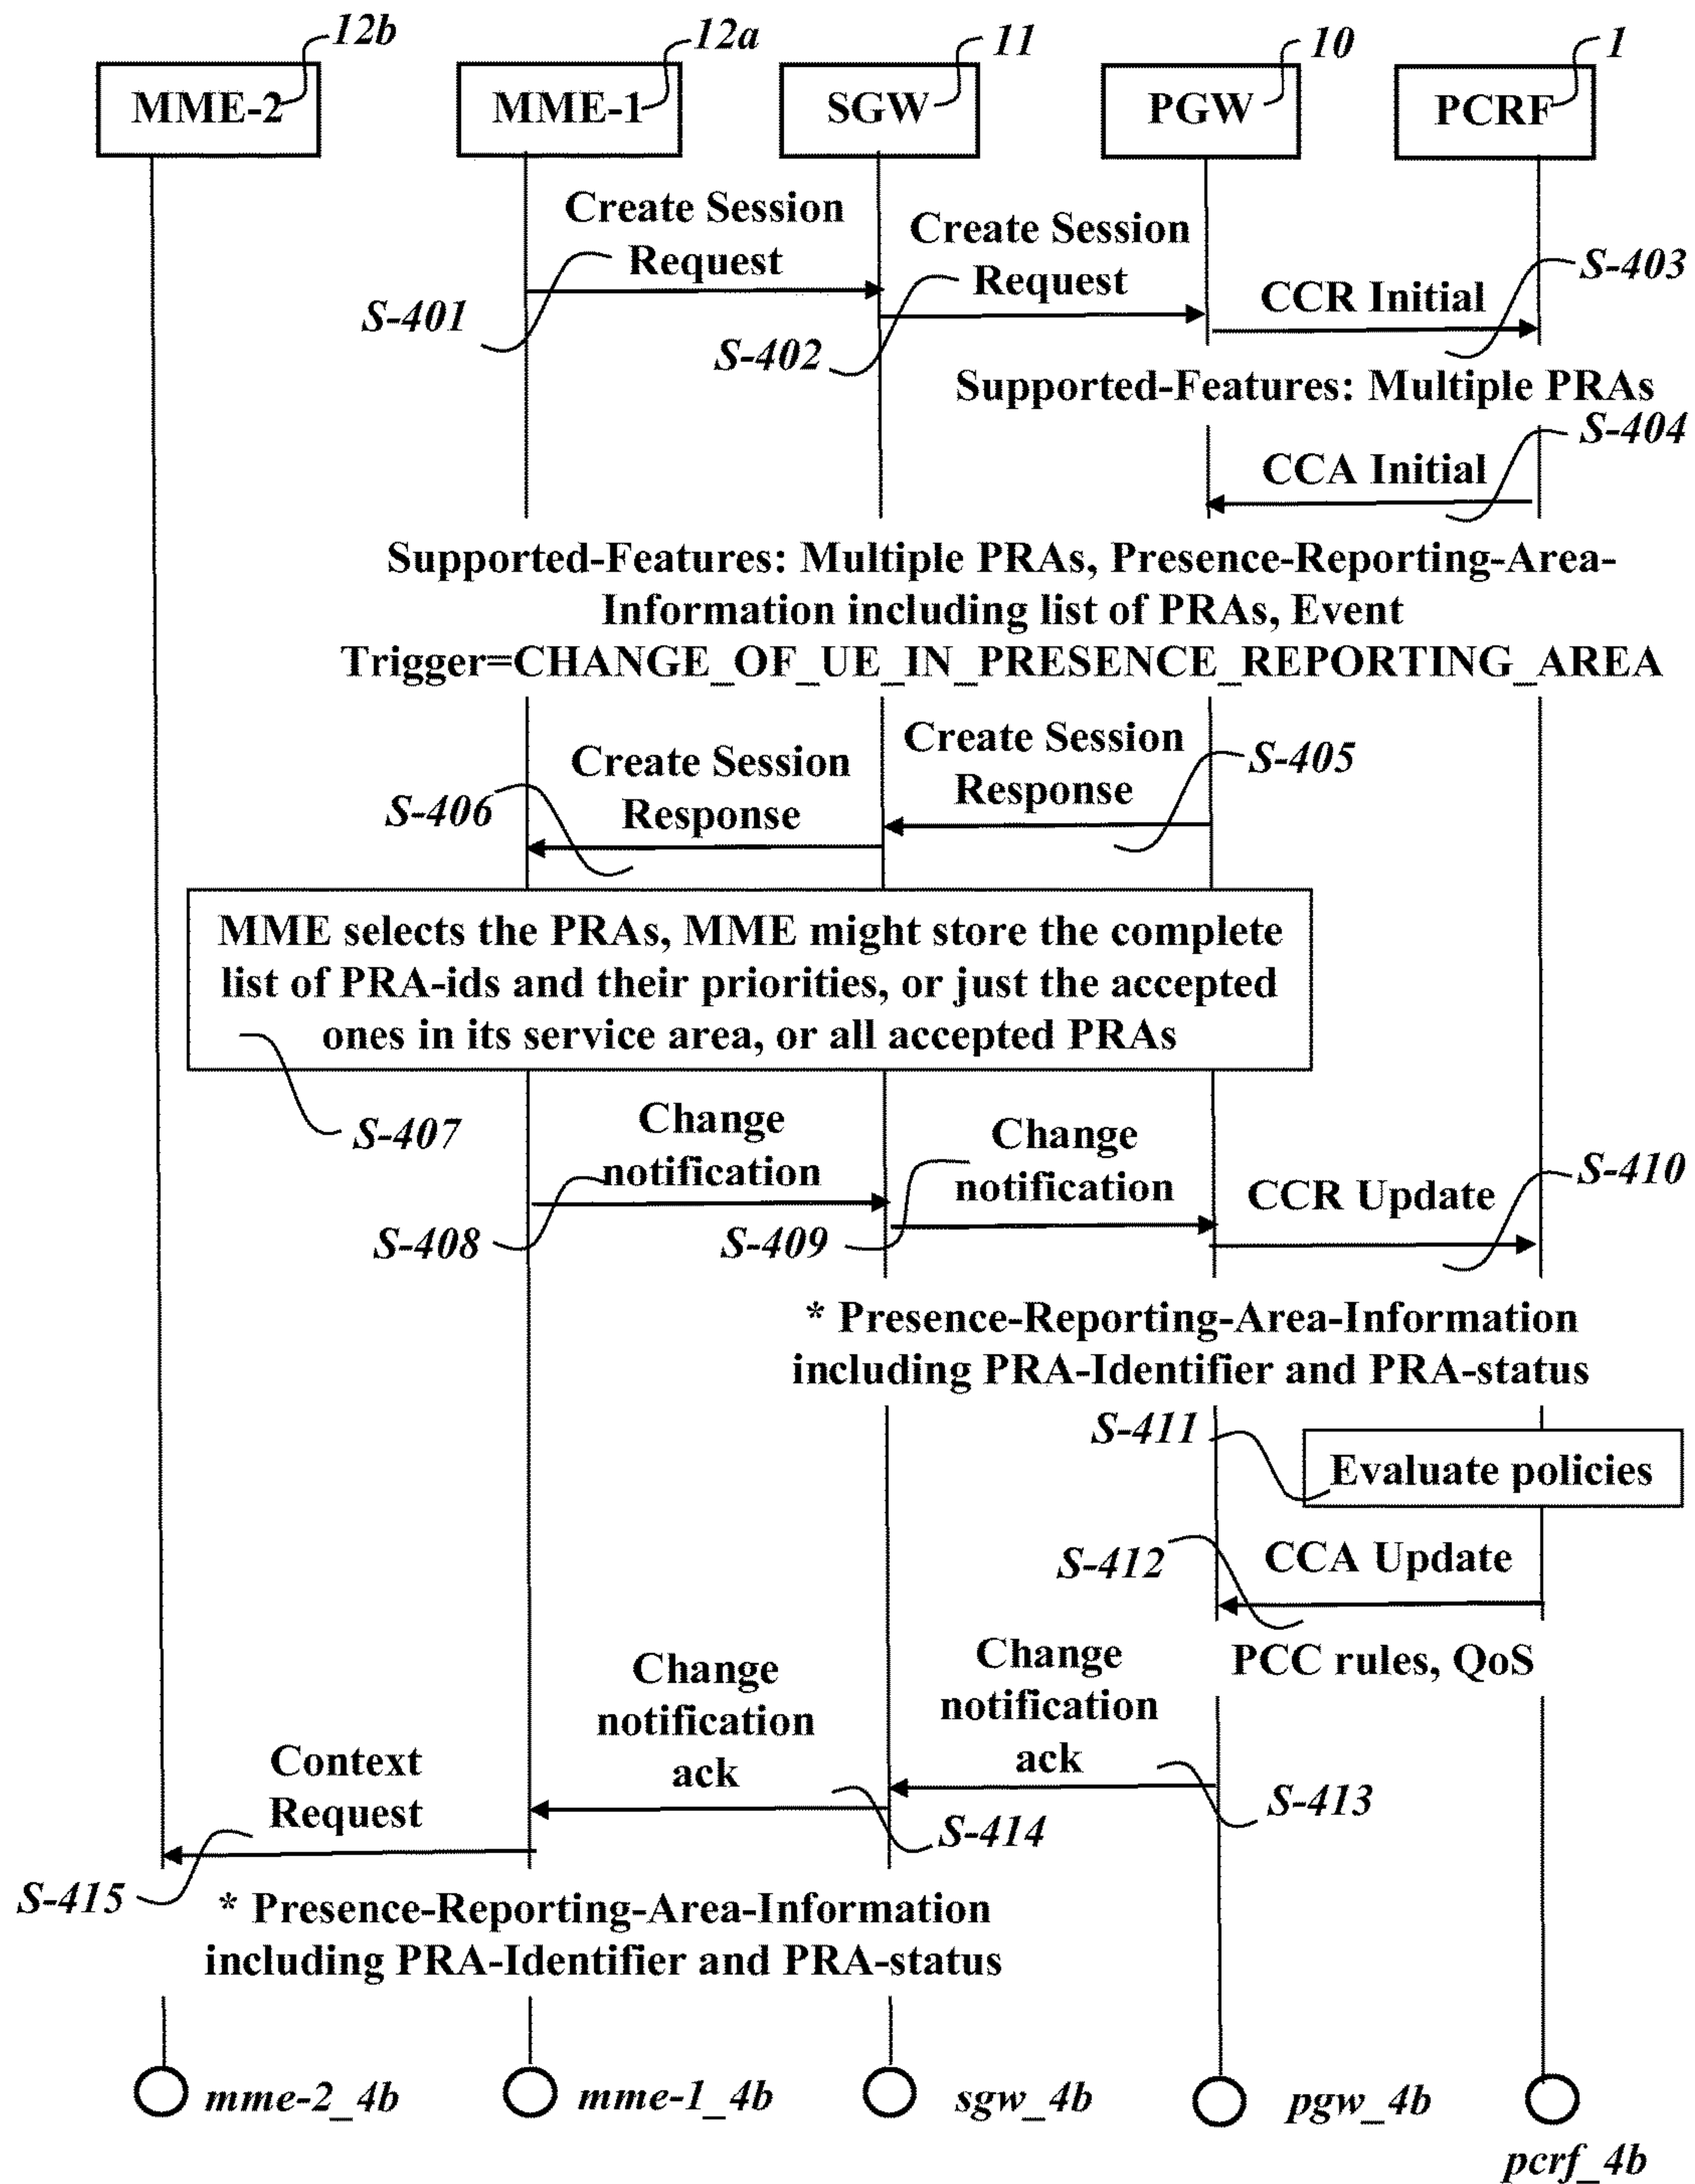 12b
12a
11
10
1
MME-2
MME-1
SGW
PGW
PCRF
Create Session
Request
Create Session
Request
S-401
S-402
CCR Initial
S-403
Supported-Features: Multiple PRAs
S-404
CCA Initial
Supported-Features: Multiple PRAs, Presence-Reporting-Area-
Information including list of PRAs, Event
Trigger=CHANGE_OF_UE_IN_PRESENCE_REPORTING_AREA
Create Session
Response
S-405
Create Session
Response
S-406
MME selects the PRAs, MME might store the complete
list of PRA-ids and their priorities, or just the accepted
ones in its service area, or all accepted PRAs
S-407
Change
notification
S-408
Change
notification
S-409
CCR Update
S-410
* Presence-Reporting-Area-Information
including PRA-Identifier and PRA-status
S-411
Evaluate policies
S-412
CCA Update
PCC rules, QoS
Change
notification
ack
S-413
Change
notification
ack
S-414
Context
Request
S-415
* Presence-Reporting-Area-Information
including PRA-Identifier and PRA-status
mme-2_4b
mme-1_4b
sgw_4b
pgw_4b
pcrf_4b